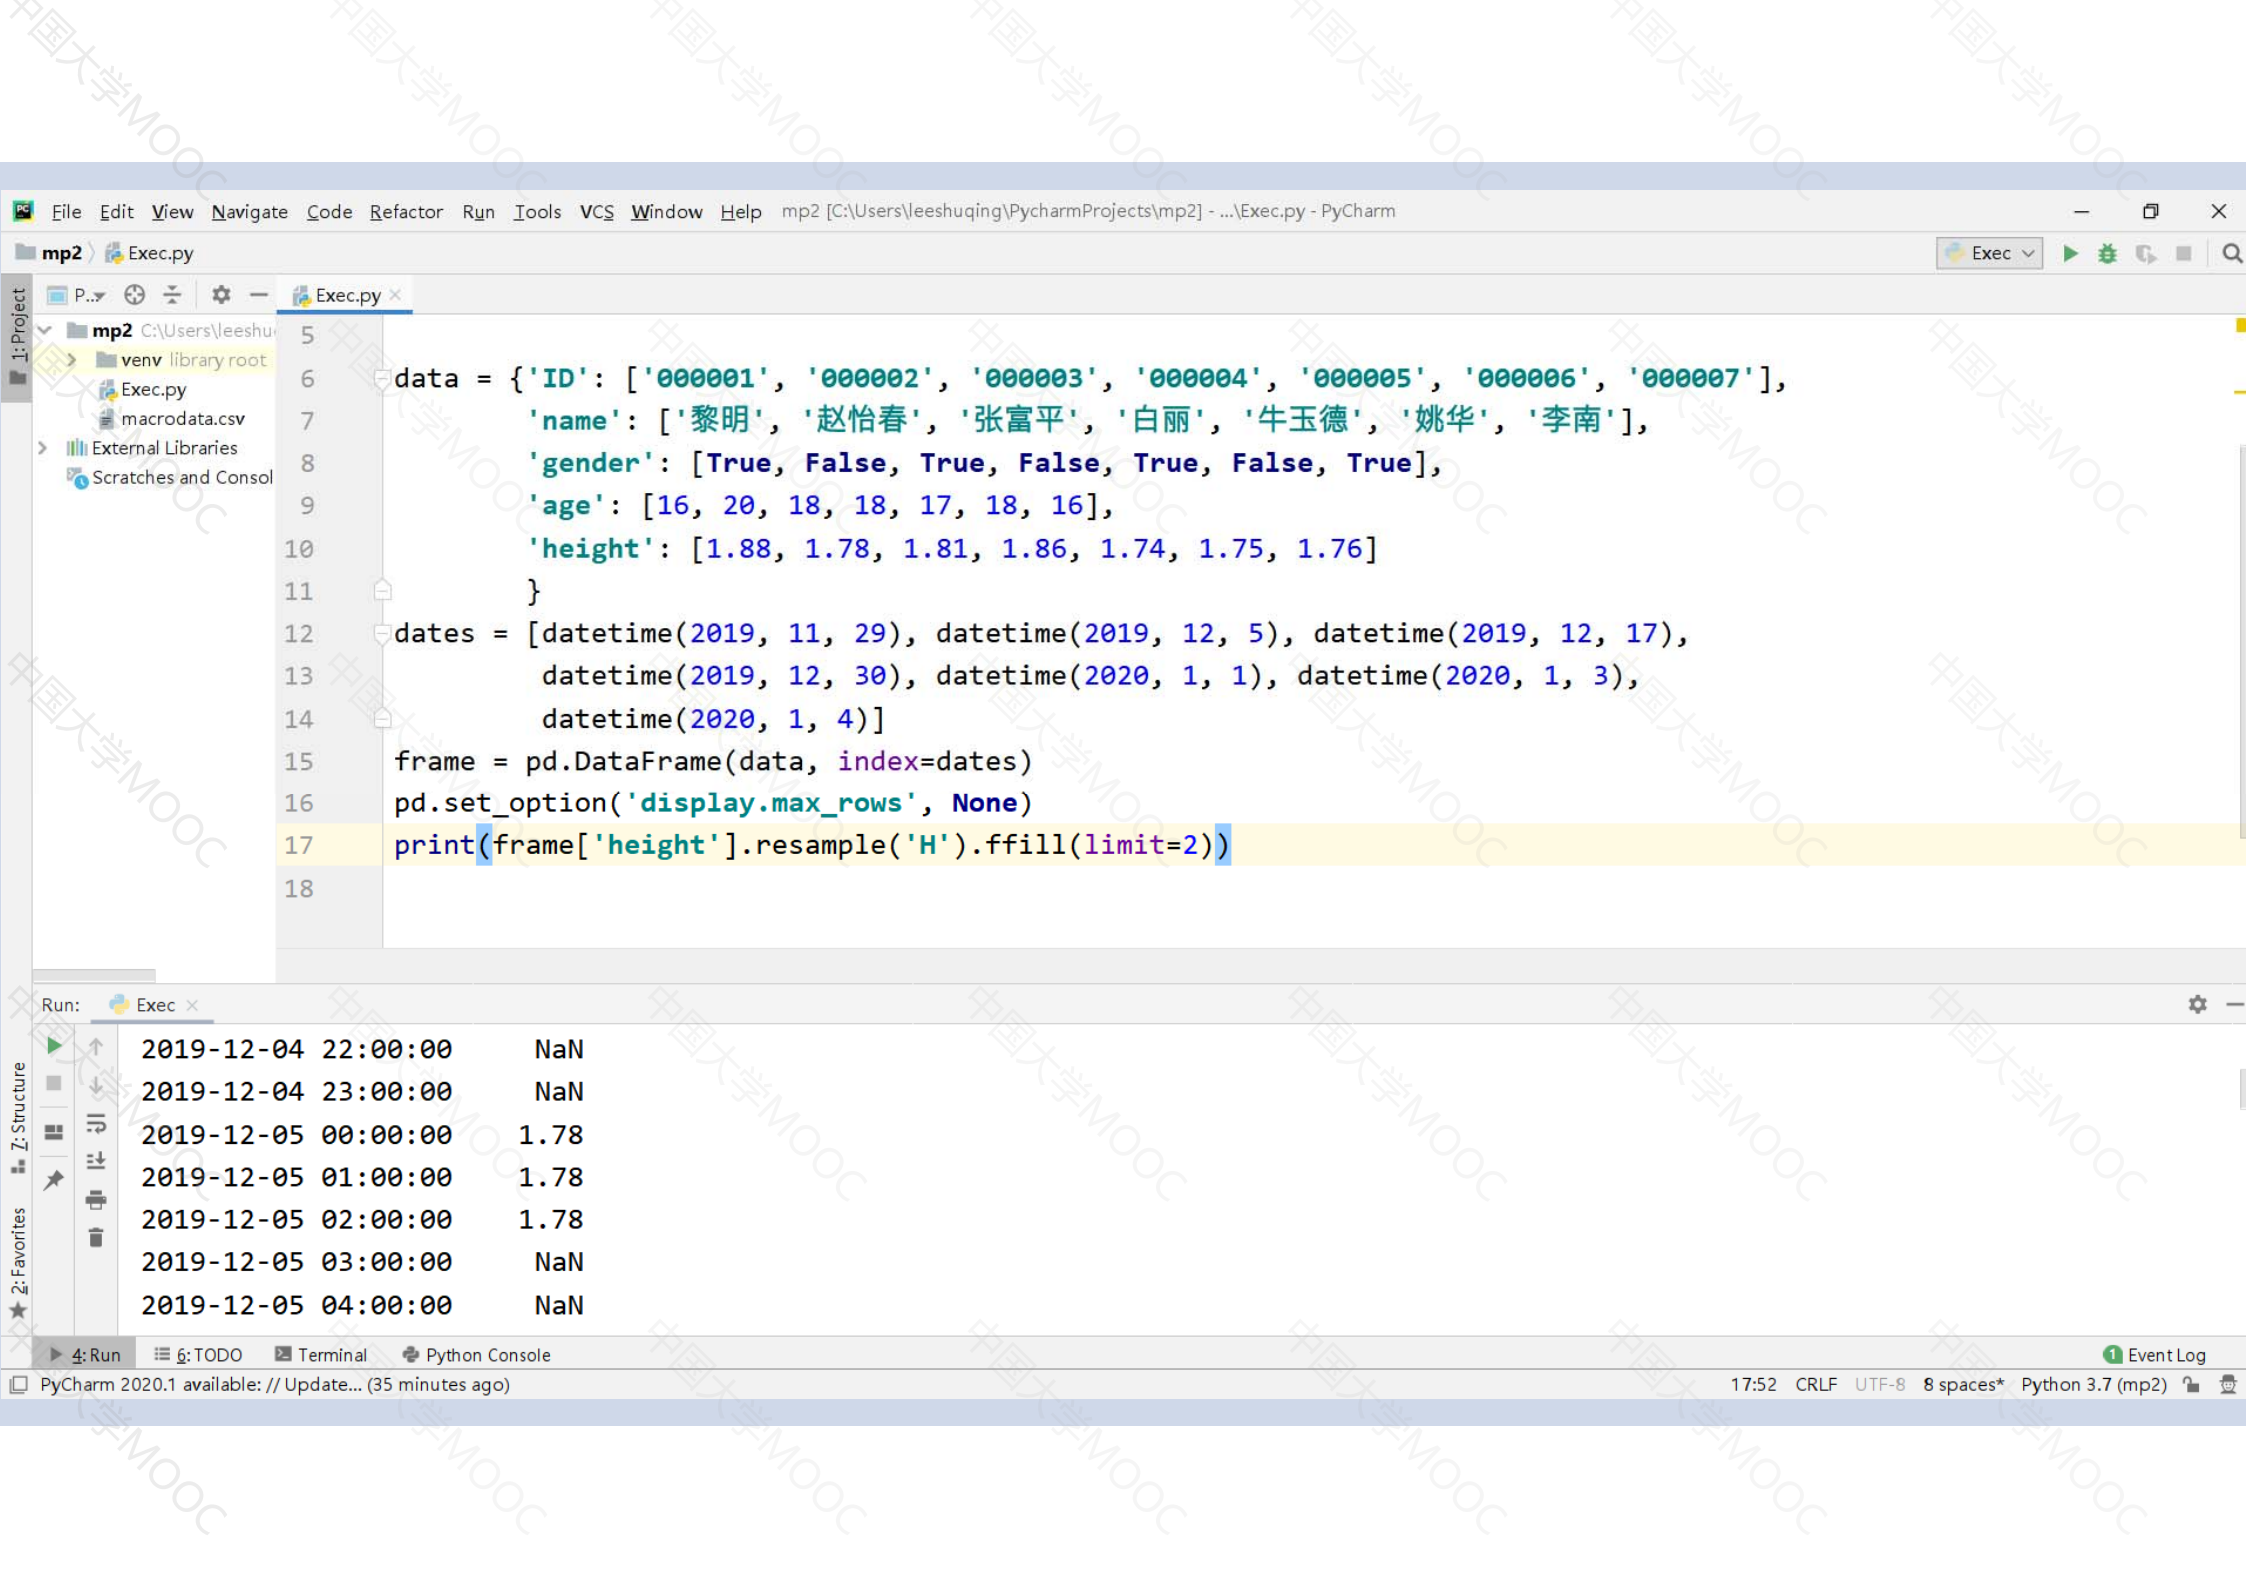 File Edit View Navigate Code Refactor Run Tools VCS Window Help mp2 [C:\Users\leeshuqing\PycharmProjects\mp2] - ...\Exec.py - PyCharm
mp2 Exec.py Exec
1: Project P.. Exec.py
mp2 C:\Users\leeshu
venv library root
Exec.py
macrodata.csv
External Libraries
Scratches and Consol
5
6 data = {'ID': ['000001', '000002', '000003', '000004', '000005', '000006', '000007'],
7 'name': ['黎明', '赵怡春', '张富平', '白丽', '牛玉德', '姚华', '李南'],
8 'gender': [True, False, True, False, True, False, True],
9 'age': [16, 20, 18, 18, 17, 18, 16],
10 'height': [1.88, 1.78, 1.81, 1.86, 1.74, 1.75, 1.76]
11 }
12 dates = [datetime(2019, 11, 29), datetime(2019, 12, 5), datetime(2019, 12, 17),
13 datetime(2019, 12, 30), datetime(2020, 1, 1), datetime(2020, 1, 3),
14 datetime(2020, 1, 4)]
15 frame = pd.DataFrame(data, index=dates)
16 pd.set_option('display.max_rows', None)
17 print(frame['height'].resample('H').ffill(limit=2))
18
Run: Exec
2019-12-04 22:00:00 NaN
2019-12-04 23:00:00 NaN
2019-12-05 00:00:00 1.78
2019-12-05 01:00:00 1.78
2019-12-05 02:00:00 1.78
2019-12-05 03:00:00 NaN
2019-12-05 04:00:00 NaN
Z: Structure
2: Favorites
4: Run 6: TODO Terminal Python Console 1 Event Log
PyCharm 2020.1 available: // Update... (35 minutes ago) 17:52 CRLF UTF-8 8 spaces* Python 3.7 (mp2)
中国大学MOOC